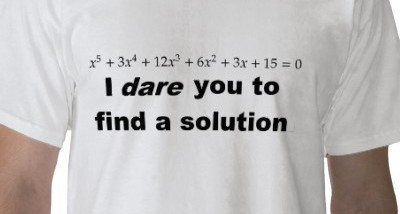 x⁵ + 3x⁴ + 12x³ + 6x² + 3x + 15 = 0
I dare you to
find a solution